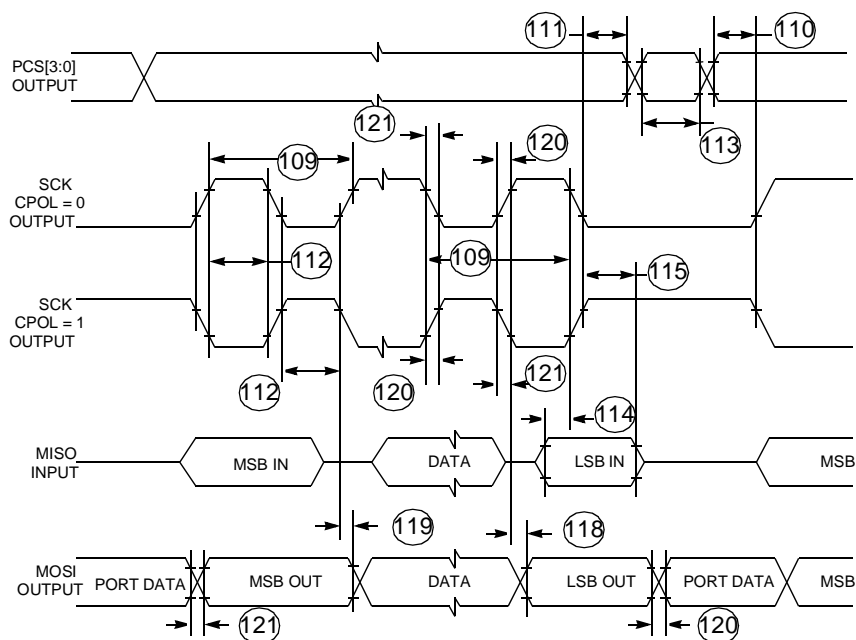 111
110
PCS[3:0]
OUTPUT
121
120
113
109
SCK
CPOL = 0
OUTPUT
112
109
115
SCK
CPOL = 1
OUTPUT
112
120
121
114
MISO
INPUT
MSB IN
DATA
LSB IN
MSB
119
118
MOSI
OUTPUT
PORT DATA
MSB OUT
DATA
LSB OUT
PORT DATA
MSB
121
120